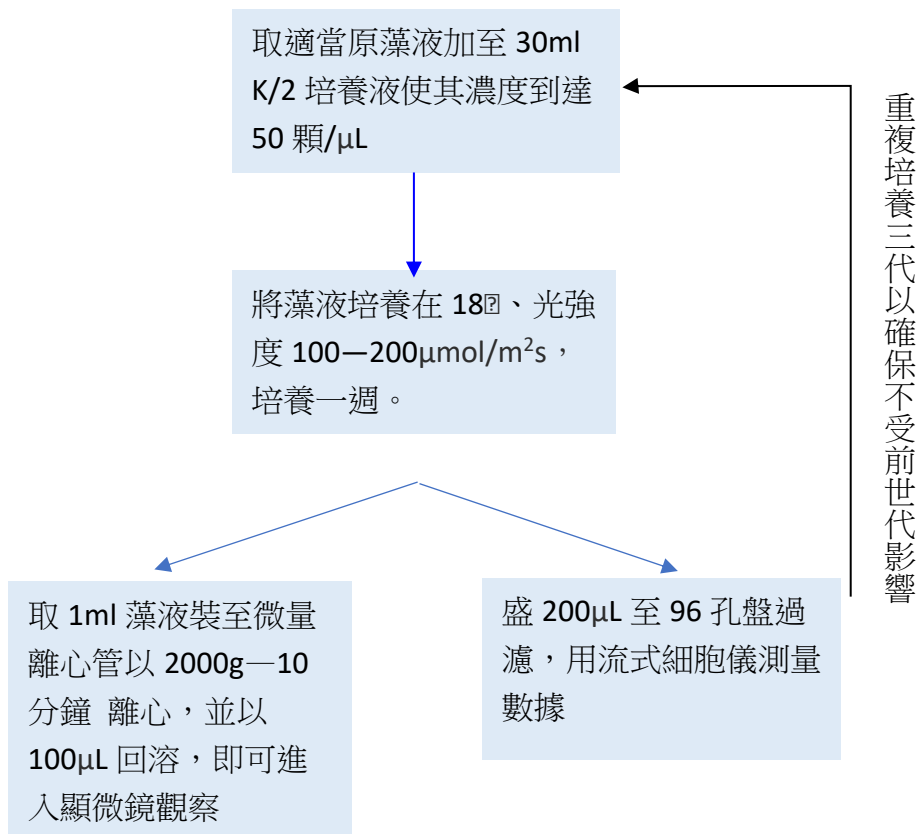 取適當原藻液加至 30ml
K/2 培養液使其濃度到達
50 顆/μL
將藻液培養在 18⍰、光強
度 100—200μmol/m²s，
培養一週。
取 1ml 藻液裝至微量
離心管以 2000g—10
分鐘 離心，並以
100μL 回溶，即可進
入顯微鏡觀察
盛 200μL 至 96 孔盤過
濾，用流式細胞儀測量
數據
重複培養三代以確保不受前世代影響